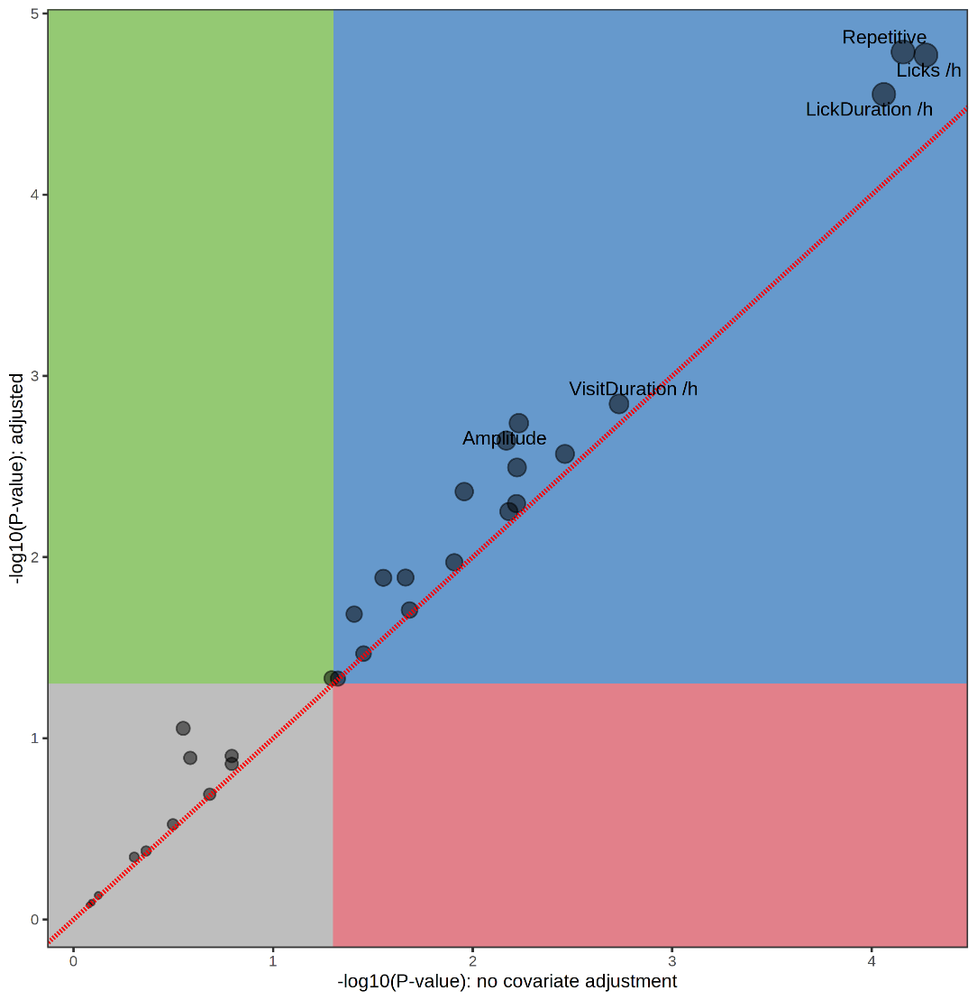 5
4
3
2
1
0
-log10(P-value): adjusted
Repetitive
Licks /h
LickDuration /h
VisitDuration /h
Amplitude
0
1
2
3
4
-log10(P-value): no covariate adjustment